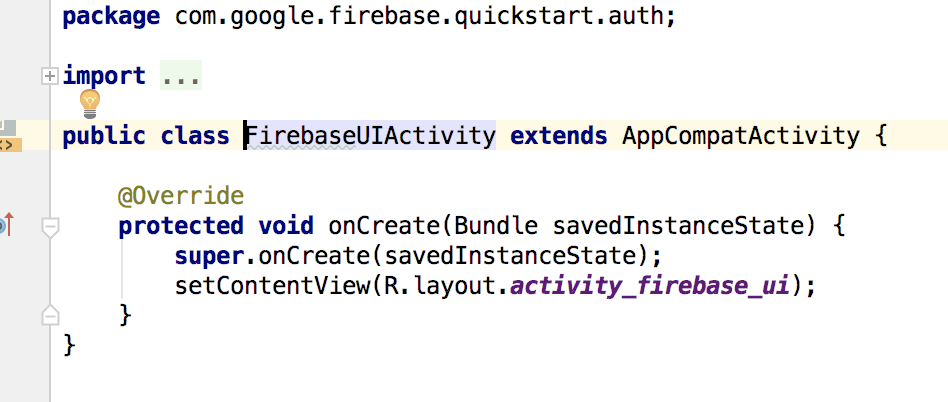 package com.google.firebase.quickstart.auth;
import ...
public class FirebaseUIActivity extends AppCompatActivity {
@Override
protected void onCreate(Bundle savedInstanceState) {
super.onCreate(savedInstanceState);
setContentView(R.layout.activity_firebase_ui);
}
}